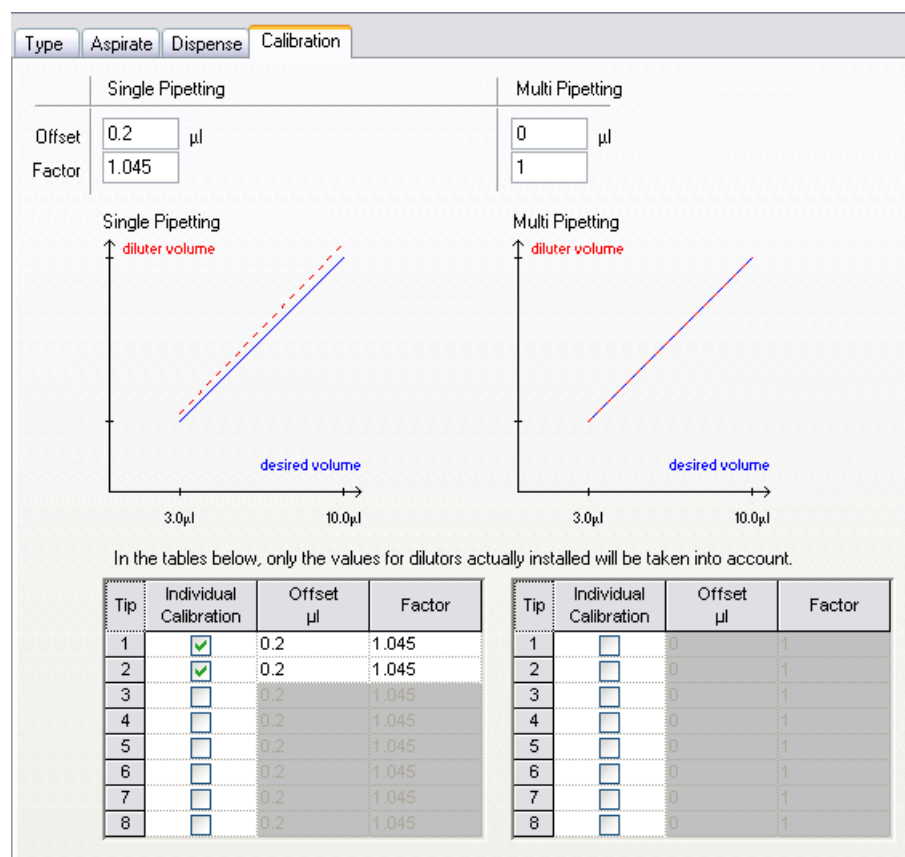 Type Aspirate Dispense Calibration
Single Pipetting Multi Pipetting
Offset 0.2 µl 0 µl
Factor 1.045 1
Single Pipetting Multi Pipetting
diluter volume diluter volume
desired volume desired volume
3.0µl 10.0µl 3.0µl 10.0µl
In the tables below, only the values for dilutors actually installed will be taken into account.
Tip Individual Calibration Offset µl Factor Tip Individual Calibration Offset µl Factor
1 0.2 1.045 1 0 1
2 0.2 1.045 2 0 1
3 0.2 1.045 3 0 1
4 0.2 1.045 4 0 1
5 0.2 1.045 5 0 1
6 0.2 1.045 6 0 1
7 0.2 1.045 7 0 1
8 0.2 1.045 8 0 1